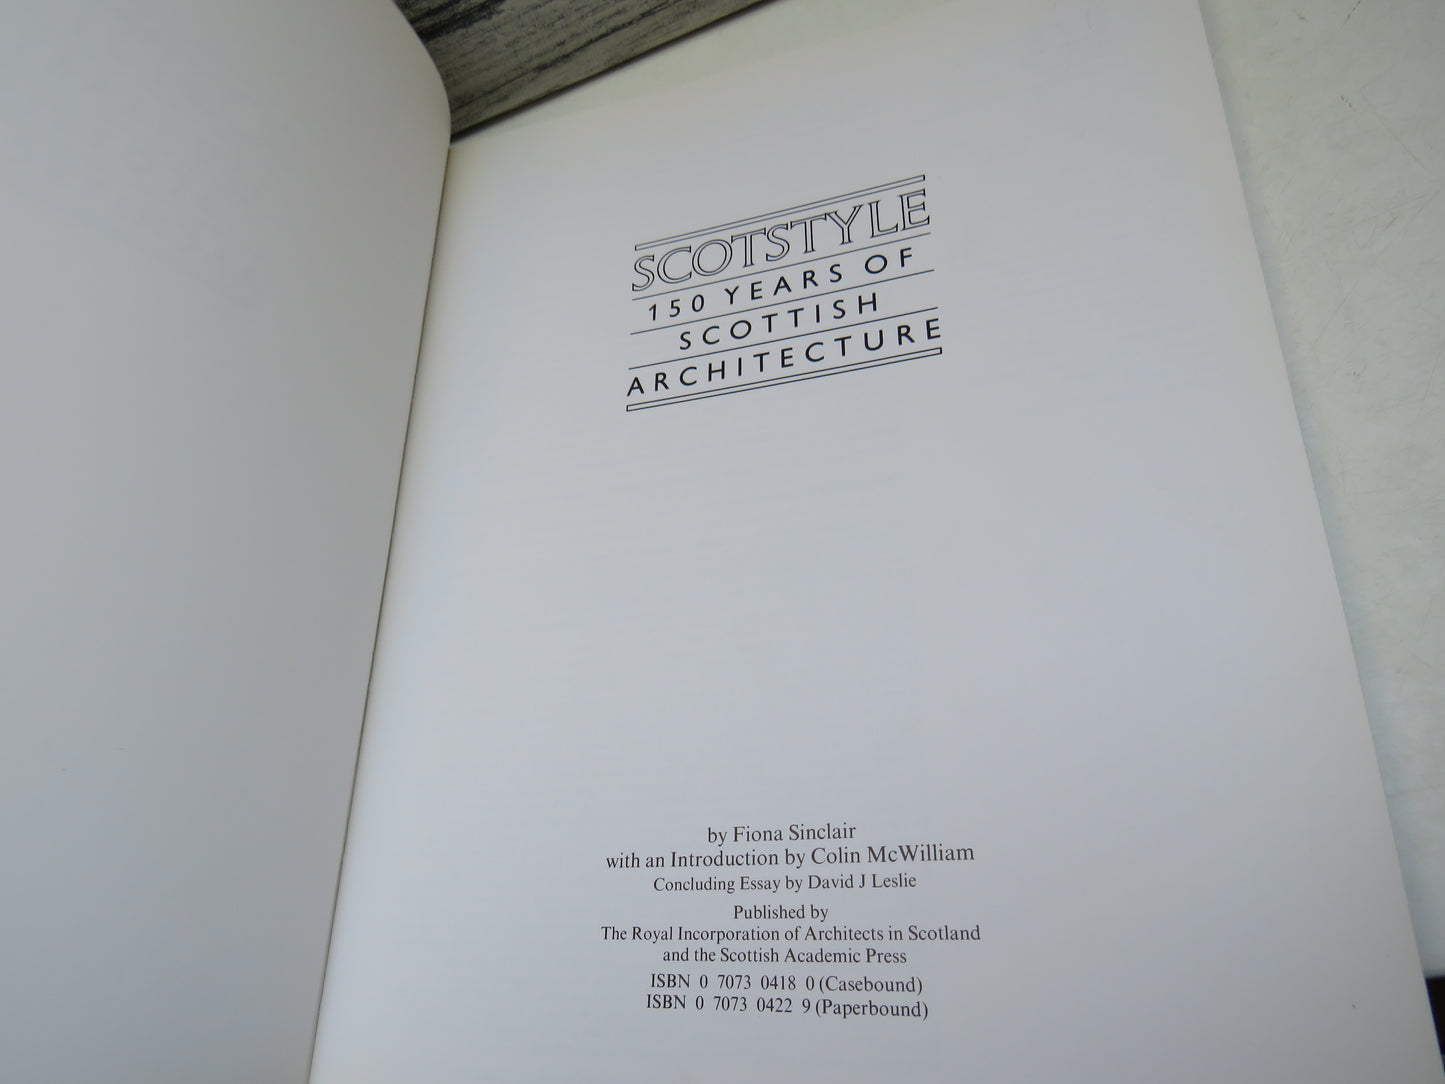 SCOTSTYLE
150 YEARS OF
SCOTTISH
ARCHITECTURE
by Fiona Sinclair
with an Introduction by Colin McWilliam
Concluding Essay by David J Leslie
Published by
The Royal Incorporation of Architects in Scotland
and the Scottish Academic Press
ISBN 0 7073 0418 0 (Casebound)
ISBN 0 7073 0422 9 (Paperbound)